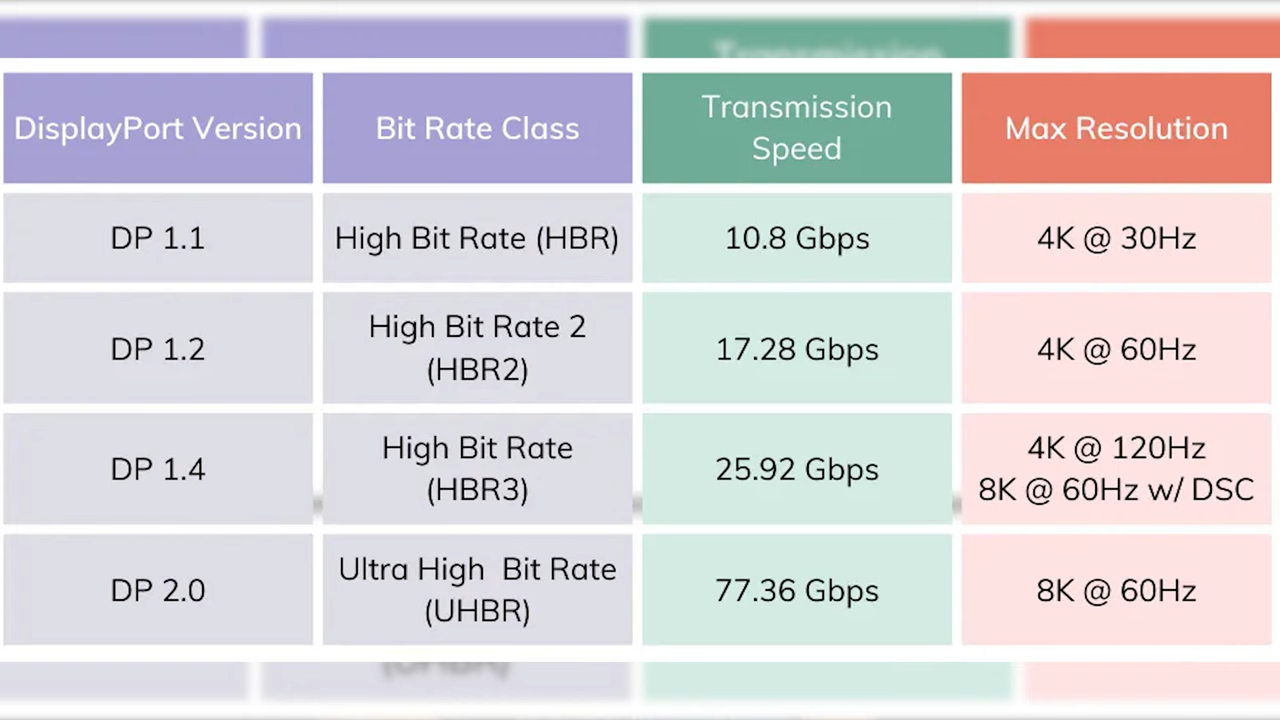 Transmission
DisplayPort Version
Bit Rate Class
Transmission
Speed
Max Resolution
DP 1.1
High Bit Rate (HBR)
10.8 Gbps
4K @ 30Hz
DP 1.2
High Bit Rate 2
(HBR2)
17.28 Gbps
4K @ 60Hz
DP 1.4
High Bit Rate
(HBR3)
25.92 Gbps
4K @ 120Hz
8K @ 60Hz w/ DSC
DP 2.0
Ultra High  Bit Rate
(UHBR)
77.36 Gbps
8K @ 60Hz
(UHBR)